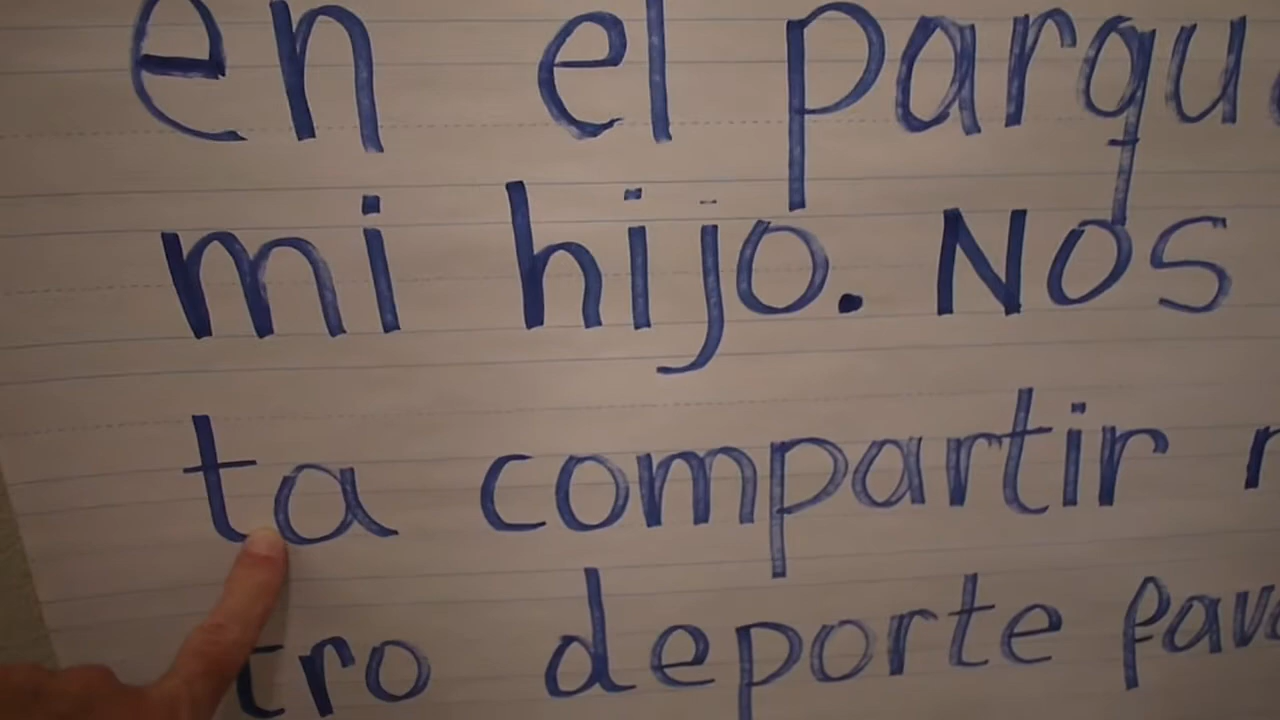 en el parqu
mi hijo. Nos
ta compartir
tro deporte fav